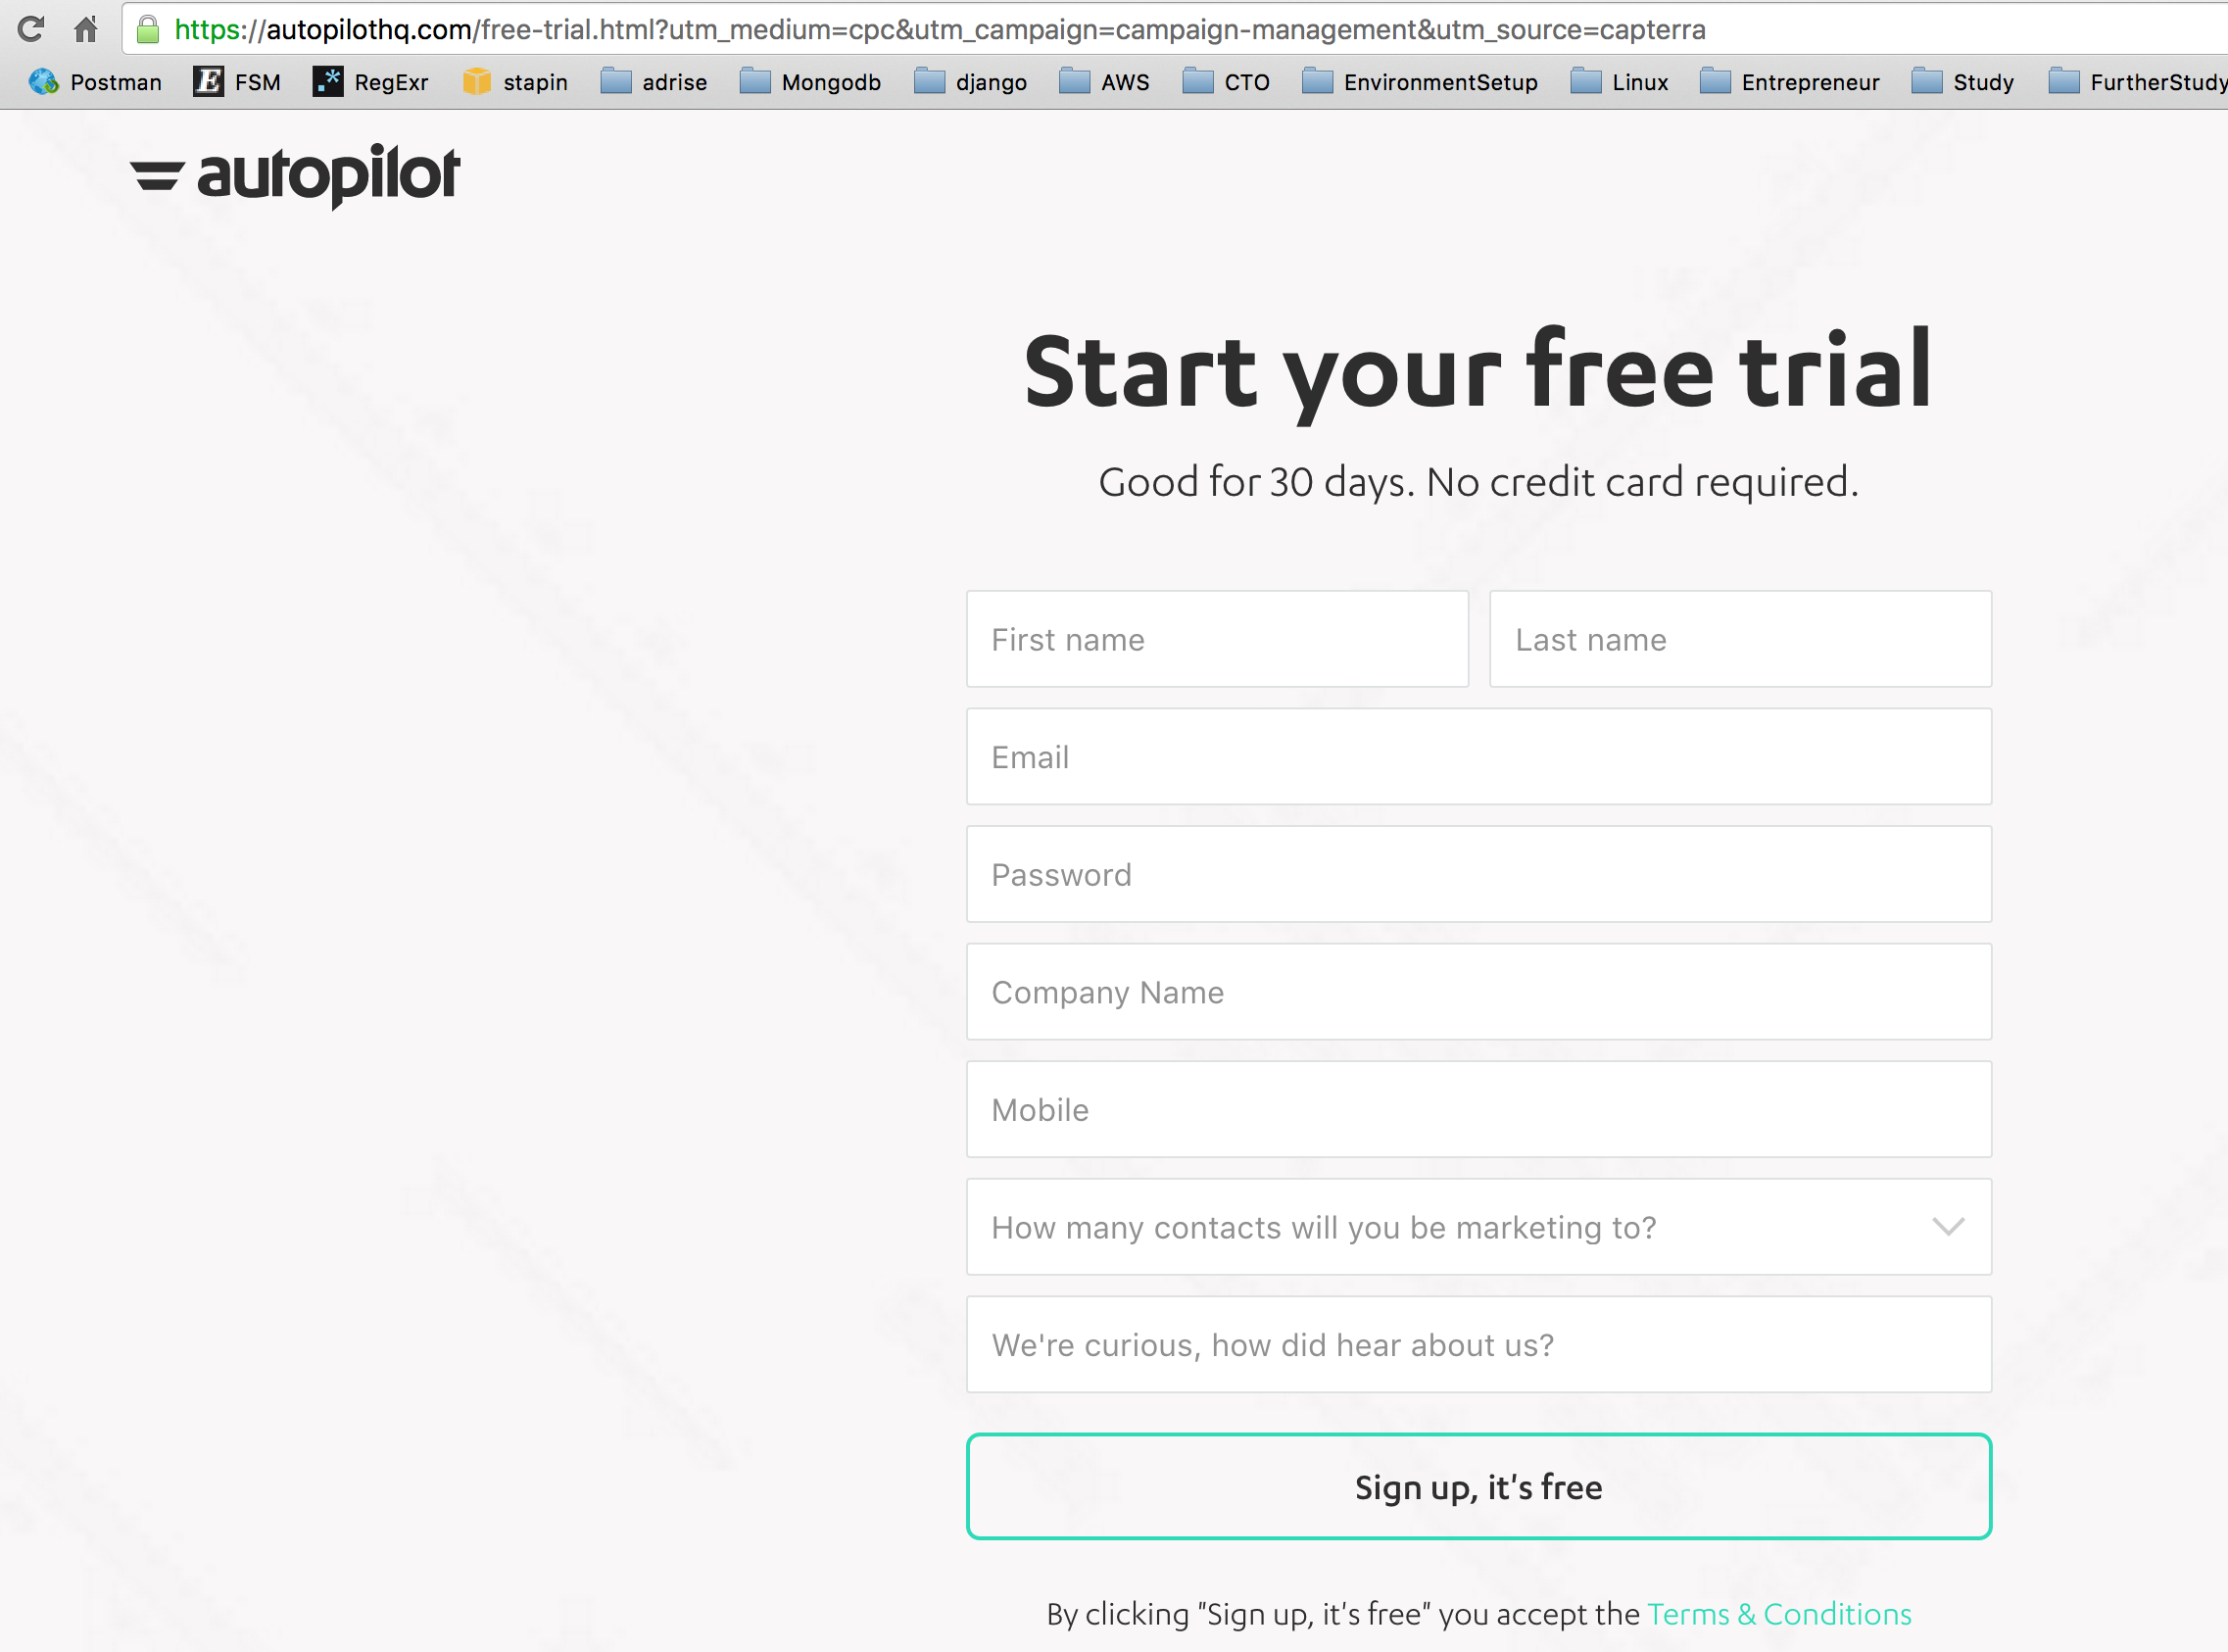 https://autopilothq.com/free-trial.html?utm_medium=cpc&utm_campaign=campaign-management&utm_source=capterra
Postman FSM RegExr stapin adrise Mongodb django AWS CTO EnvironmentSetup Linux Entrepreneur Study FurtherStudy
autopilot
Start your free trial
Good for 30 days. No credit card required.
First name Last name
Email
Password
Company Name
Mobile
How many contacts will you be marketing to?
We're curious, how did hear about us?
Sign up, it's free
By clicking "Sign up, it's free" you accept the Terms & Conditions